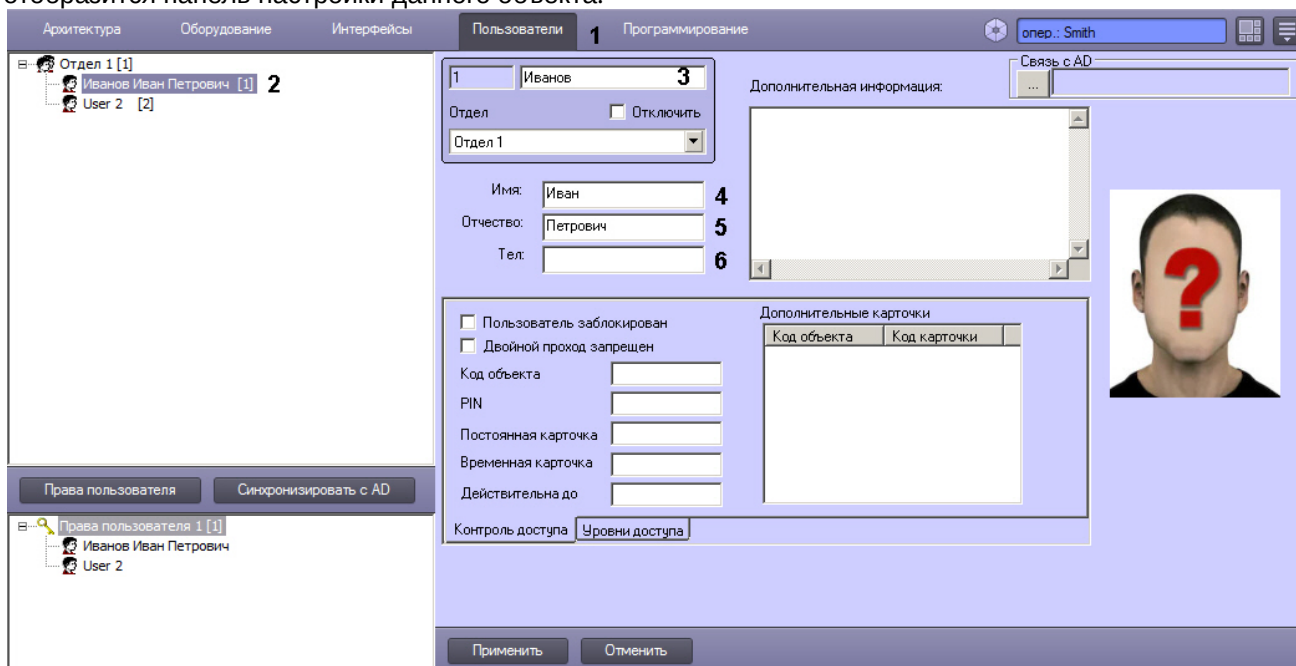 отобразится панель настройки данного объекта.
Архитектура Оборудование Интерфейсы Пользователи 1 Программирование опер.: Smith
Отдел 1 [1]
Иванов Иван Петрович [1] 2
User 2 [2]
1 Иванов 3
Отдел Отключить
Отдел 1
Имя: Иван 4
Отчество: Петрович 5
Тел: 6
Дополнительная информация:
Связь с AD
...
?
Пользователь заблокирован
Двойной проход запрещен
Код объекта
PIN
Постоянная карточка
Временная карточка
Действительна до
Дополнительные карточки
Код объекта Код карточки
Контроль доступа Уровни доступа
Права пользователя Синхронизировать с AD
Права пользователя 1 [1]
Иванов Иван Петрович
User 2
Применить Отменить